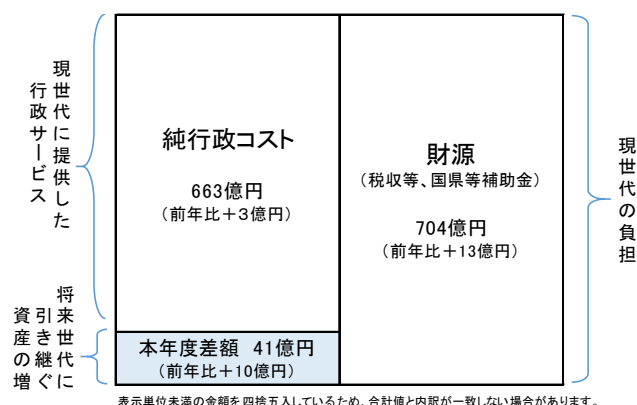 現世代に提供した
行政サービス
純行政コスト
663億円
(前年比＋3億円)
財源
(税収等、国県等補助金)
704億円
(前年比＋13億円)
現世代の負担
将来世代に
引き継ぐ
資産の増
本年度差額 41億円
(前年比＋10億円)
表示単位未満の金額を四捨五入しているため、合計値と内訳が一致しない場合があります。